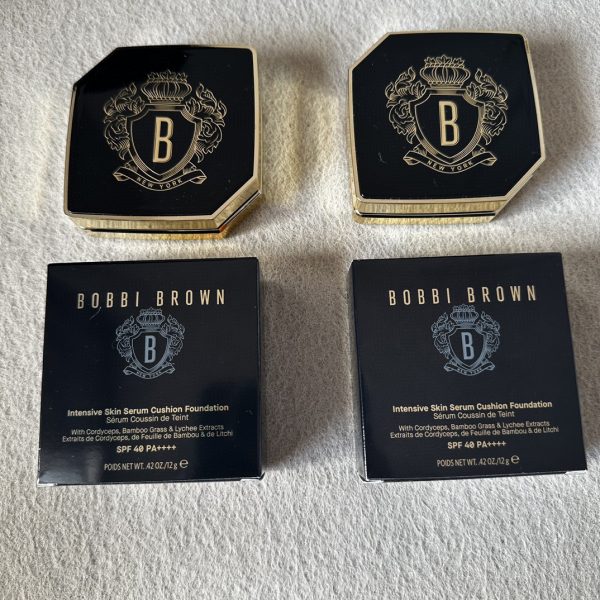 B
NEW YORK
B
NEW YORK
BOBBI BROWN
B
NEW YORK
Intensive Skin Serum Cushion Foundation
Sérum Coussin de Teint
With Cordyceps, Bamboo Grass & Lychee Extracts
Extraits de Cordyceps, de Feuille de Bambou & de Litchi
SPF 40 PA++++
POIDS NET WT. .42 OZ./12 g ℮
BOBBI BROWN
B
NEW YORK
Intensive Skin Serum Cushion Foundation
Sérum Coussin de Teint
With Cordyceps, Bamboo Grass & Lychee Extracts
Extraits de Cordyceps, de Feuille de Bambou & de Litchi
SPF 40 PA++++
POIDS NET WT. .42 OZ./12 g ℮